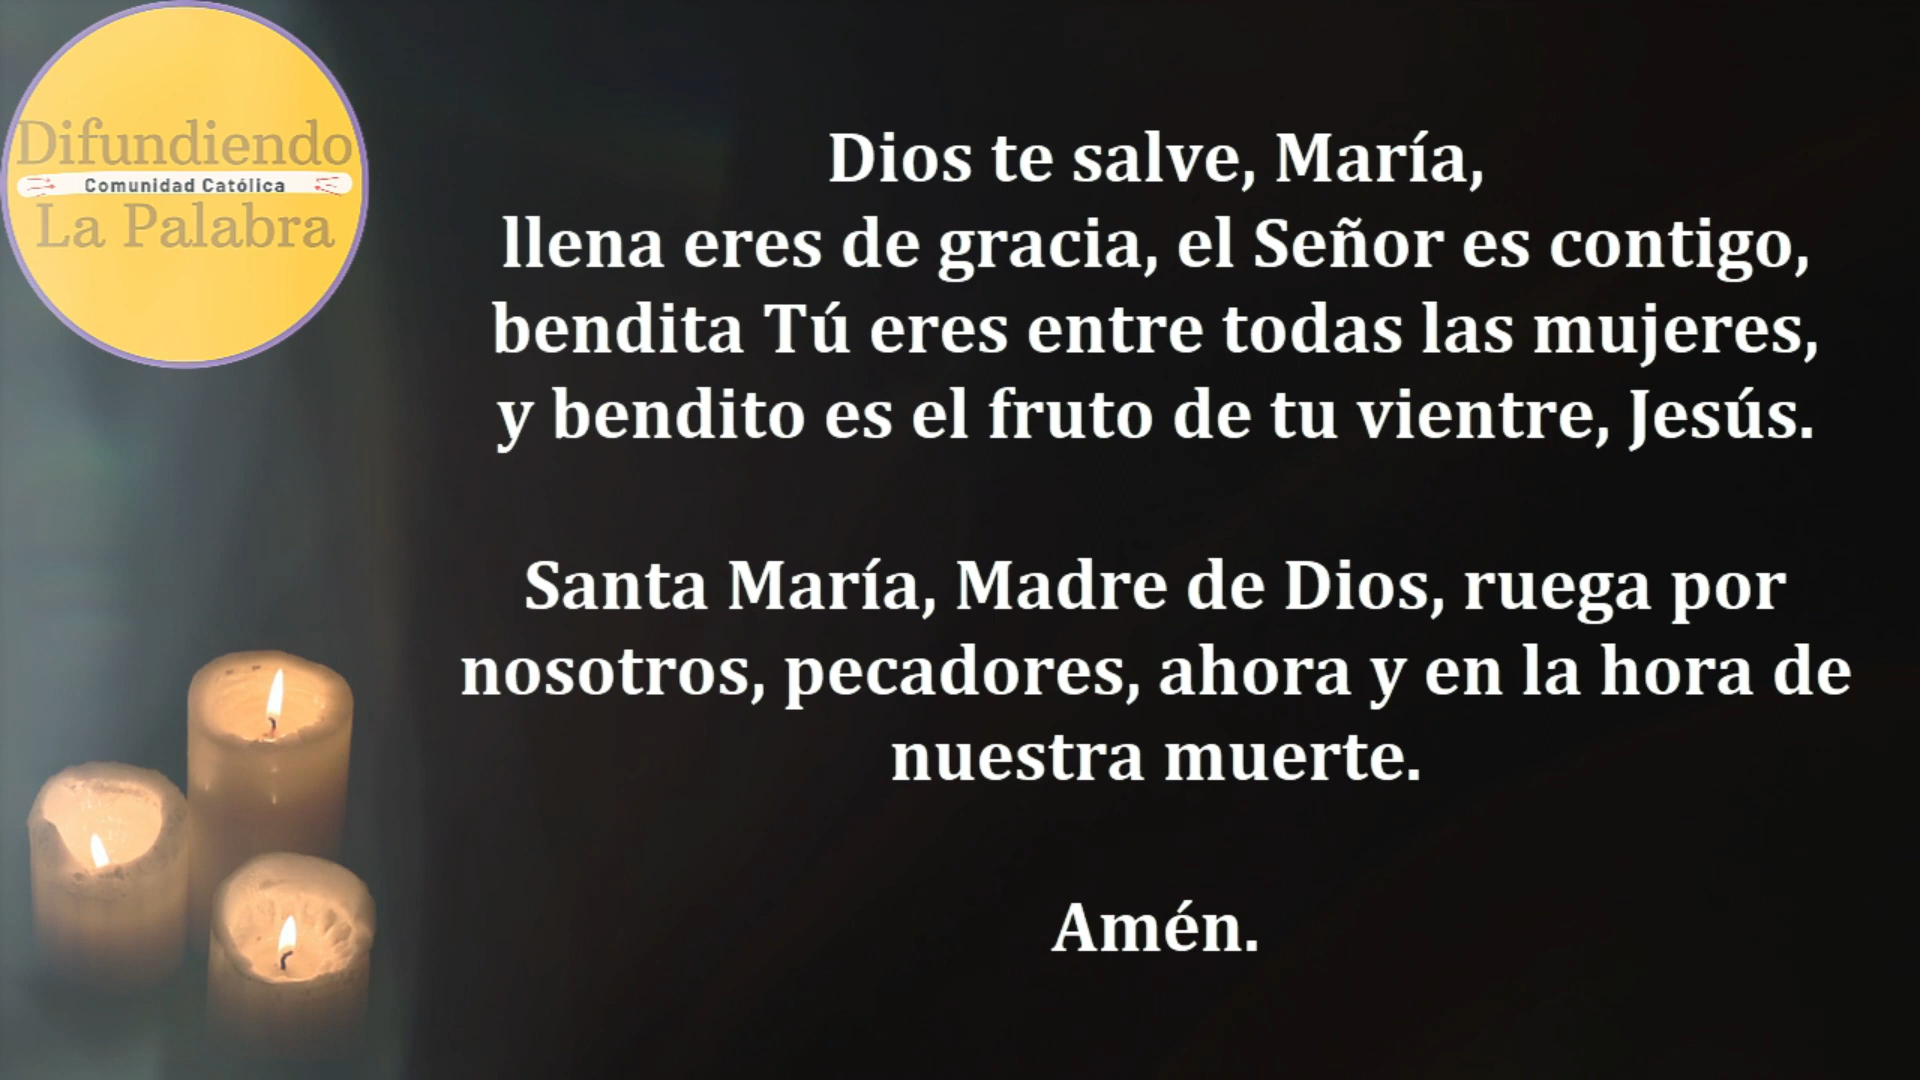 Difundiendo
Comunidad Católica
La Palabra
Dios te salve, María,
llena eres de gracia, el Señor es contigo,
bendita Tú eres entre todas las mujeres,
y bendito es el fruto de tu vientre, Jesús.
Santa María, Madre de Dios, ruega por
nosotros, pecadores, ahora y en la hora de
nuestra muerte.
Amén.